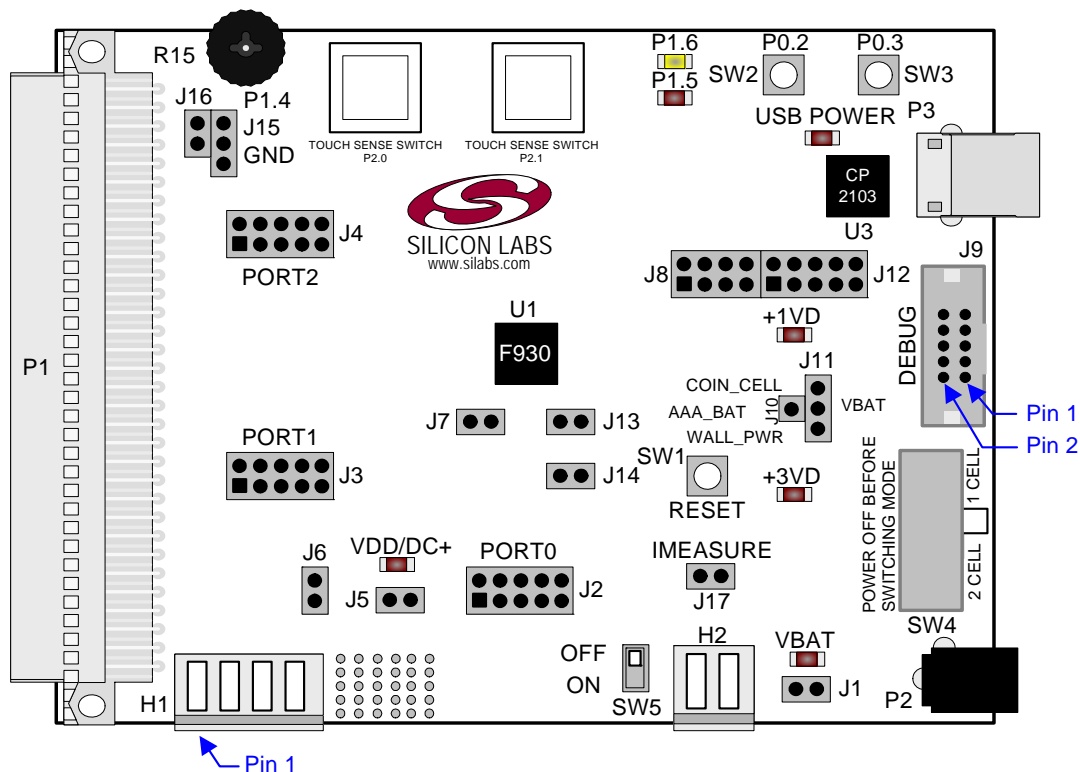 R15
P1.6
P0.2
P0.3
SW2
SW3
P1.5
J16
P1.4
J15
GND
USB POWER
P3
TOUCH SENSE SWITCH
P2.0
TOUCH SENSE SWITCH
P2.1
CP
2103
U3
J4
PORT2
SILICON LABS
www.silabs.com
J8
J12
J9
U1
F930
+1VD
DEBUG
P1
J11
COIN_CELL
J10
AAA_BAT
VBAT
WALL_PWR
Pin 1
Pin 2
J7
J13
PORT1
J3
J14
SW1
RESET
+3VD
POWER OFF BEFORE
SWITCHING MODE
1 CELL
2 CELL
SW4
J6
VDD/DC+
J5
PORT0
J2
IMEASURE
J17
H2
VBAT
OFF
ON
SW5
J1
P2
H1
Pin 1